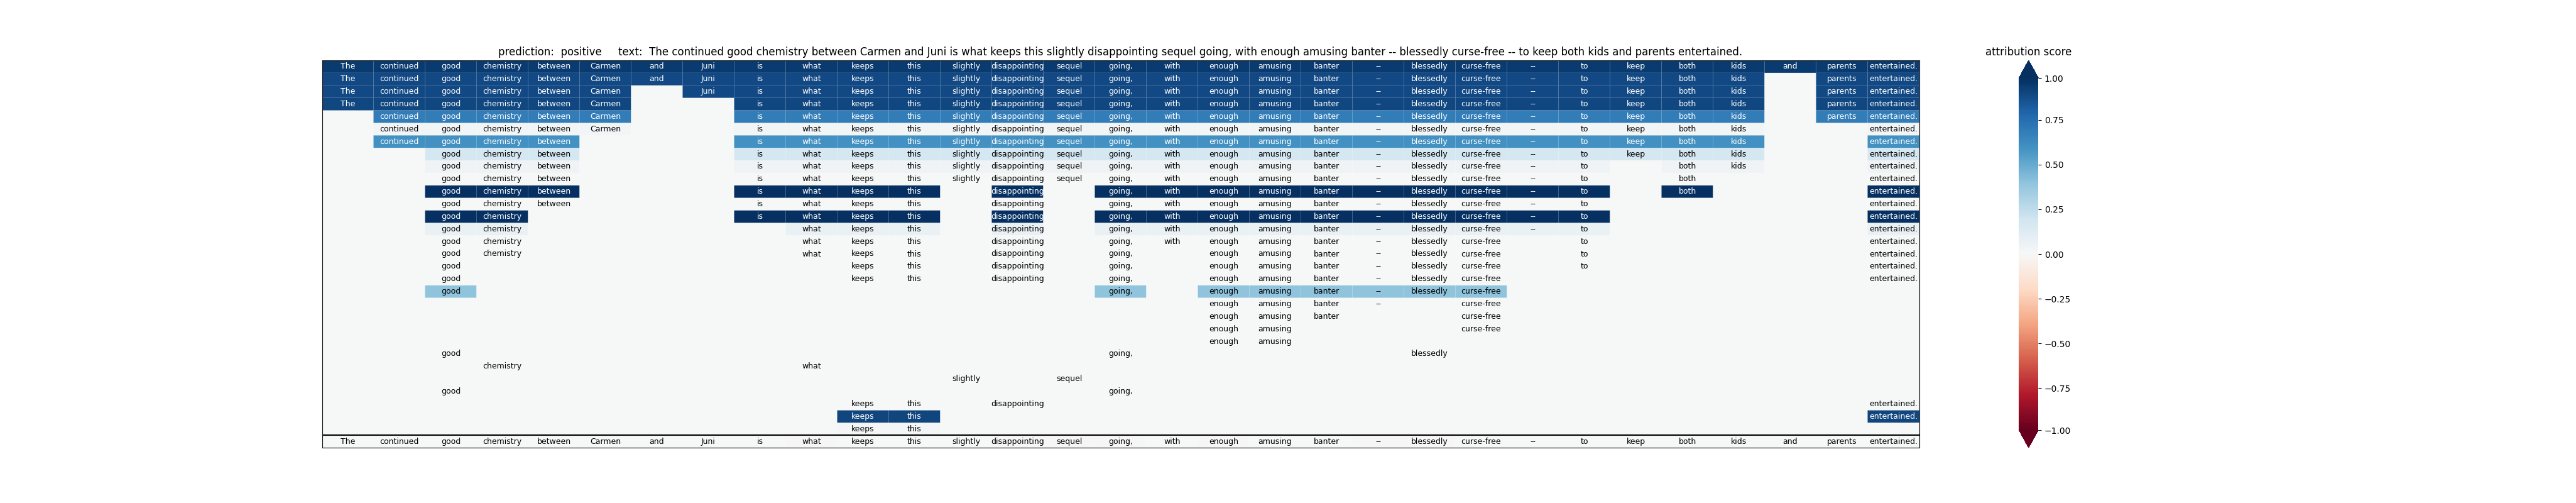 prediction: positive text: The continued good chemistry between Carmen and Juni is what keeps this slightly disappointing sequel going, with enough amusing banter -- blessedly curse-free -- to keep both kids and parents entertained.
attribution score
The continued good chemistry between Carmen and Juni is what keeps this slightly disappointing sequel going, with enough amusing banter -- blessedly curse-free -- to keep both kids and parents entertained.
The continued good chemistry between Carmen and Juni is what keeps this slightly disappointing sequel going, with enough amusing banter -- blessedly curse-free -- to keep both kids parents entertained.
The continued good chemistry between Carmen Juni is what keeps this slightly disappointing sequel going, with enough amusing banter -- blessedly curse-free -- to keep both kids parents entertained.
The continued good chemistry between Carmen is what keeps this slightly disappointing sequel going, with enough amusing banter -- blessedly curse-free -- to keep both kids parents entertained.
continued good chemistry between Carmen is what keeps this slightly disappointing sequel going, with enough amusing banter -- blessedly curse-free -- to keep both kids parents entertained.
continued good chemistry between Carmen is what keeps this slightly disappointing sequel going, with enough amusing banter -- blessedly curse-free -- to keep both kids entertained.
continued good chemistry between is what keeps this slightly disappointing sequel going, with enough amusing banter -- blessedly curse-free -- to keep both kids entertained.
good chemistry between is what keeps this slightly disappointing sequel going, with enough amusing banter -- blessedly curse-free -- to keep both kids entertained.
good chemistry between is what keeps this slightly disappointing sequel going, with enough amusing banter -- blessedly curse-free -- to both kids entertained.
good chemistry between is what keeps this slightly disappointing sequel going, with enough amusing banter -- blessedly curse-free -- to both entertained.
good chemistry between is what keeps this disappointing going, with enough amusing banter -- blessedly curse-free -- to both entertained.
good chemistry between is what keeps this disappointing going, with enough amusing banter -- blessedly curse-free -- to entertained.
good chemistry is what keeps this disappointing going, with enough amusing banter -- blessedly curse-free -- to entertained.
good chemistry what keeps this disappointing going, with enough amusing banter -- blessedly curse-free -- to entertained.
good chemistry what keeps this disappointing going, with enough amusing banter -- blessedly curse-free to entertained.
good chemistry what keeps this disappointing going, enough amusing banter -- blessedly curse-free to entertained.
good keeps this disappointing going, enough amusing banter -- blessedly curse-free to entertained.
good keeps this disappointing going, enough amusing banter -- blessedly curse-free entertained.
good going, enough amusing banter -- blessedly curse-free
enough amusing banter -- curse-free
enough amusing banter curse-free
enough amusing curse-free
enough amusing
good going, blessedly
chemistry what
slightly sequel
good going,
keeps this disappointing entertained.
keeps this entertained.
keeps this
The continued good chemistry between Carmen and Juni is what keeps this slightly disappointing sequel going, with enough amusing banter -- blessedly curse-free -- to keep both kids and parents entertained.
1.00
0.75
0.50
0.25
0.00
−0.25
−0.50
−0.75
−1.00